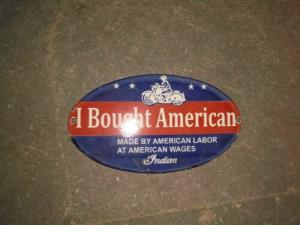 I Bought American
MADE BY AMERICAN LABOR
AT AMERICAN WAGES
Indian